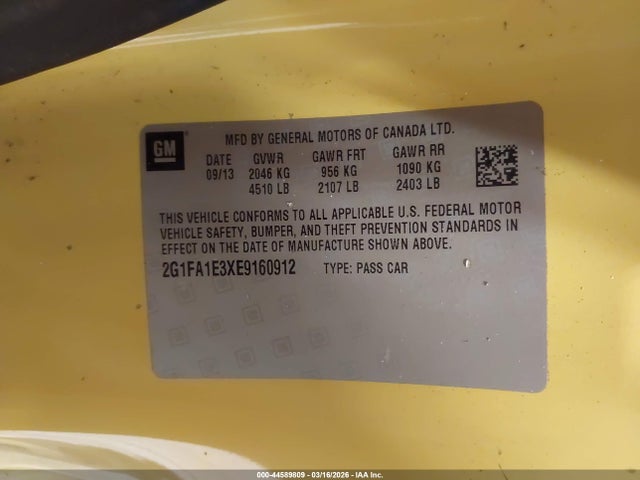 GM
MFD BY GENERAL MOTORS OF CANADA LTD.
DATE GVWR GAWR FRT GAWR RR
09/13 2046 KG 956 KG 1090 KG
4510 LB 2107 LB 2403 LB
THIS VEHICLE CONFORMS TO ALL APPLICABLE U.S. FEDERAL MOTOR
VEHICLE SAFETY, BUMPER, AND THEFT PREVENTION STANDARDS IN
EFFECT ON THE DATE OF MANUFACTURE SHOWN ABOVE.
2G1FA1E3XE9160912 TYPE: PASS CAR
000-44589809 - 03/16/2026 - IAA Inc.